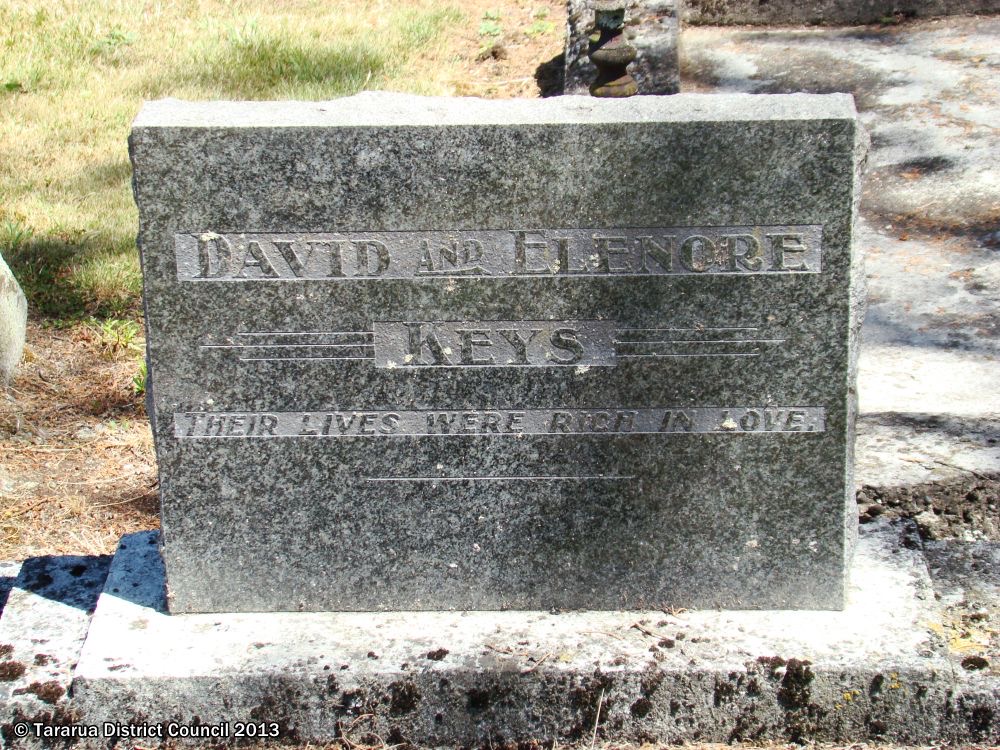 DAVID AND ELENORE
KEYS
THEIR LIVES WERE RICH IN LOVE.
© Tararua District Council 2013